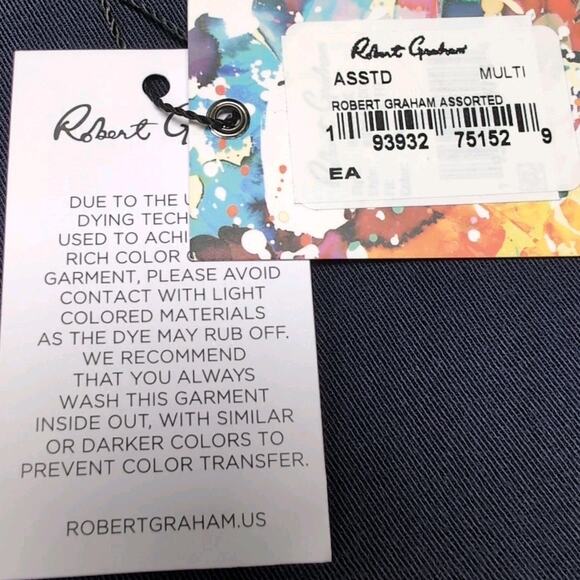 Robert Graham
ASSTD MULTI
ROBERT GRAHAM ASSORTED
1 93932 75152 9
EA
Robert G
DUE TO THE U
DYING TECH
USED TO ACHI
RICH COLOR
GARMENT, PLEASE AVOID
CONTACT WITH LIGHT
COLORED MATERIALS
AS THE DYE MAY RUB OFF.
WE RECOMMEND
THAT YOU ALWAYS
WASH THIS GARMENT
INSIDE OUT, WITH SIMILAR
OR DARKER COLORS TO
PREVENT COLOR TRANSFER.
ROBERTGRAHAM.US